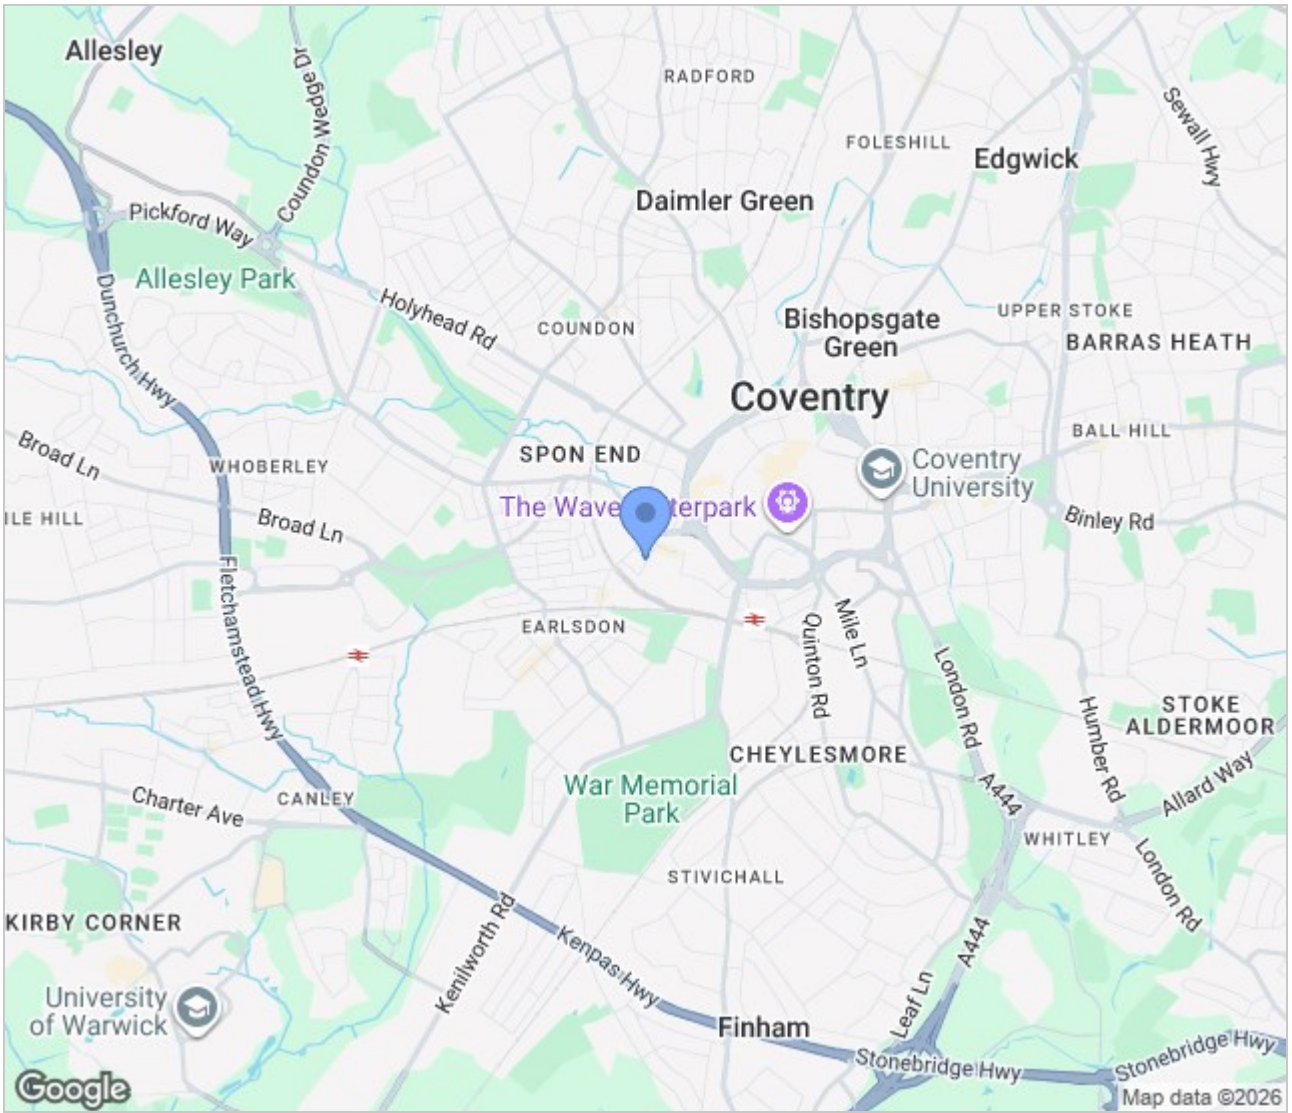 Allesley
Coundon Wedge Dr
RADFORD
Sewall Hwy
FOLESHILL
Edgwick
Daimler Green
Pickford Way
Allesley Park
Dunchurch Hwy
Holyhead Rd
COUNDON
Bishopsgate
Green
UPPER STOKE
BARRAS HEATH
Coventry
BALL HILL
Broad Ln
WHOBERLEY
SPON END
Coventry
University
The Wave
terpark
ILE HILL
Broad Ln
Binley Rd
Fletchamstead Hwy
EARLSDON
Quinton Rd
Mile Ln
London Rd
STOKE
ALDERMOOR
Humber Rd
CHEYLESMORE
War Memorial
Park
Allard Way
A444
Charter Ave
CANLEY
WHITLEY
London Rd
STIVICHALL
KIRBY CORNER
Kenilworth Rd
Kenpas Hwy
A444
Leaf Ln
University
of Warwick
Finham
Stonebridge Hwy
Stonebridge Hwy
Google
Map data ©2026